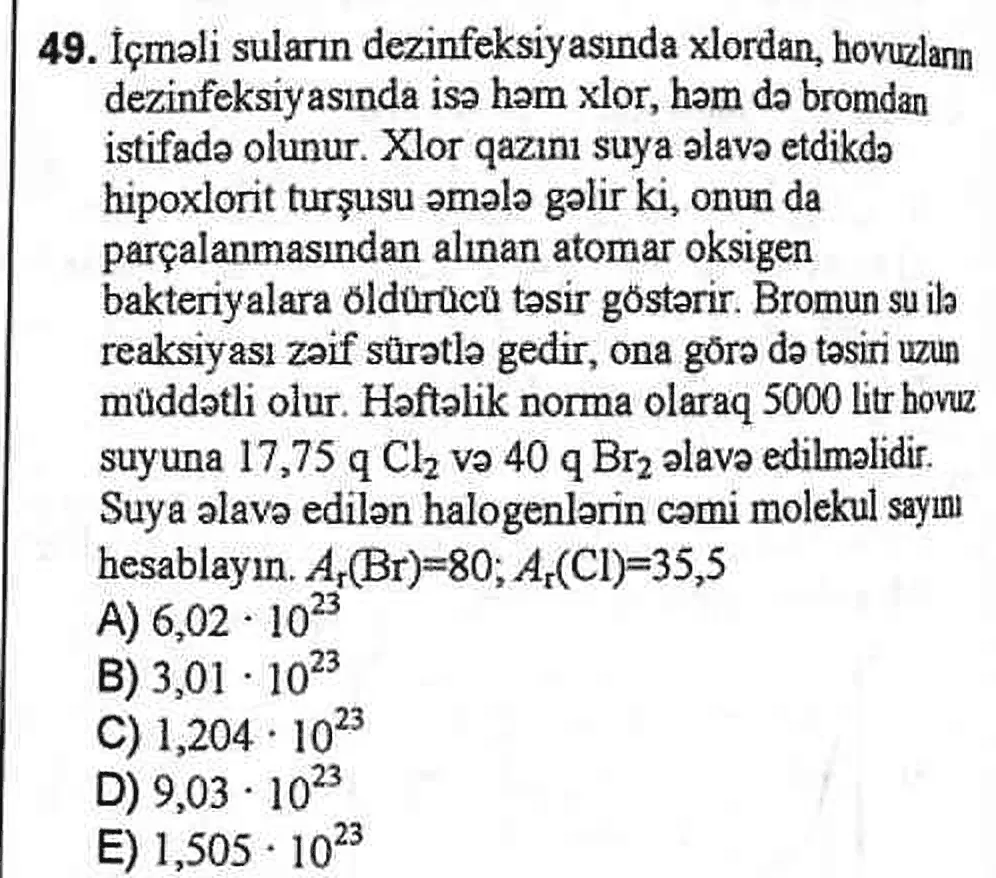 49. İçməli suların dezinfeksiyasında xlordan, hovuzların
dezinfeksiyasında isə həm xlor, həm də bromdan
istifadə olunur. Xlor qazını suya əlavə etdikdə
hipoxlorit turşusu əmələ gəlir ki, onun da
parçalanmasından alınan atomar oksigen
bakteriyalara öldürücü təsir göstərir. Bromun su ilə
reaksiyası zəif sürətlə gedir, ona görə də təsiri uzun
müddətli olur. Həftəlik norma olaraq 5000 litr hovuz
suyuna 17,75 q Cl₂ və 40 q Br₂ əlavə edilməlidir.
Suya əlavə edilən halogenlərin cəmi molekul sayını
hesablayın. Aᵣ(Br)=80; Aᵣ(Cl)=35,5
A) 6,02 · 10²³
B) 3,01 · 10²³
C) 1,204 · 10²³
D) 9,03 · 10²³
E) 1,505 · 10²³